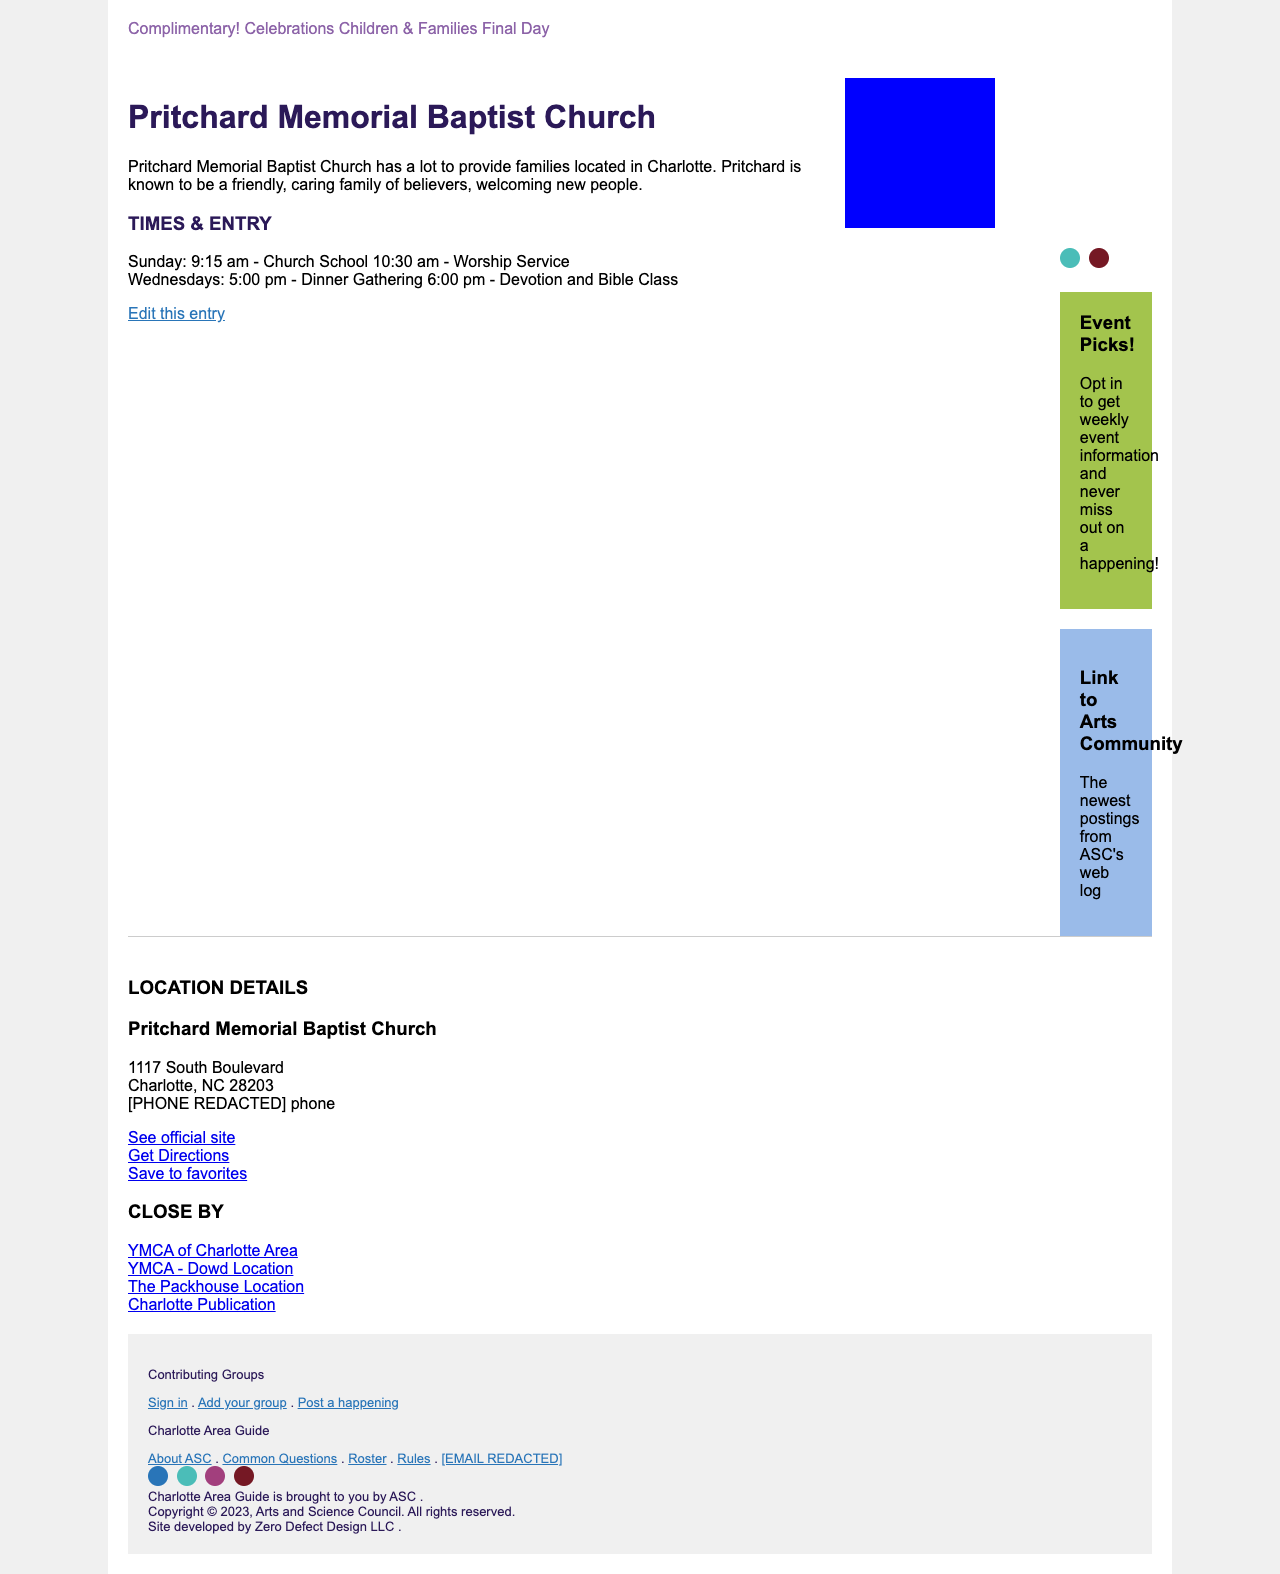 Complimentary! Celebrations Children & Families Final Day
Pritchard Memorial Baptist Church
Pritchard Memorial Baptist Church has a lot to provide families located in Charlotte. Pritchard is
known to be a friendly, caring family of believers, welcoming new people.
TIMES & ENTRY
Sunday: 9:15 am - Church School 10:30 am - Worship Service
Wednesdays: 5:00 pm - Dinner Gathering 6:00 pm - Devotion and Bible Class
Edit this entry
Event
Picks!
Opt in
to get
weekly
event
information
and
never
miss
out on
a
happening!
Link
to
Arts
Community
The
newest
postings
from
ASC's
web
log
LOCATION DETAILS
Pritchard Memorial Baptist Church
1117 South Boulevard
Charlotte, NC 28203
[PHONE REDACTED] phone
See official site
Get Directions
Save to favorites
CLOSE BY
YMCA of Charlotte Area
YMCA - Dowd Location
The Packhouse Location
Charlotte Publication
Contributing Groups
Sign in . Add your group . Post a happening
Charlotte Area Guide
About ASC . Common Questions . Roster . Rules . [EMAIL REDACTED]
Charlotte Area Guide is brought to you by ASC .
Copyright © 2023, Arts and Science Council. All rights reserved.
Site developed by Zero Defect Design LLC .